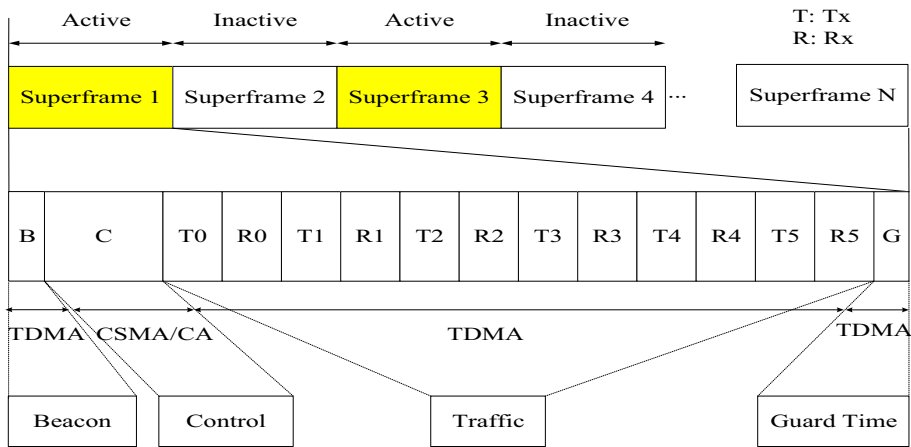 Active Inactive Active Inactive T: Tx
R: Rx
Superframe 1 Superframe 2 Superframe 3 Superframe 4 ... Superframe N
B C T0 R0 T1 R1 T2 R2 T3 R3 T4 R4 T5 R5 G
TDMA CSMA/CA TDMA TDMA
Beacon Control Traffic Guard Time